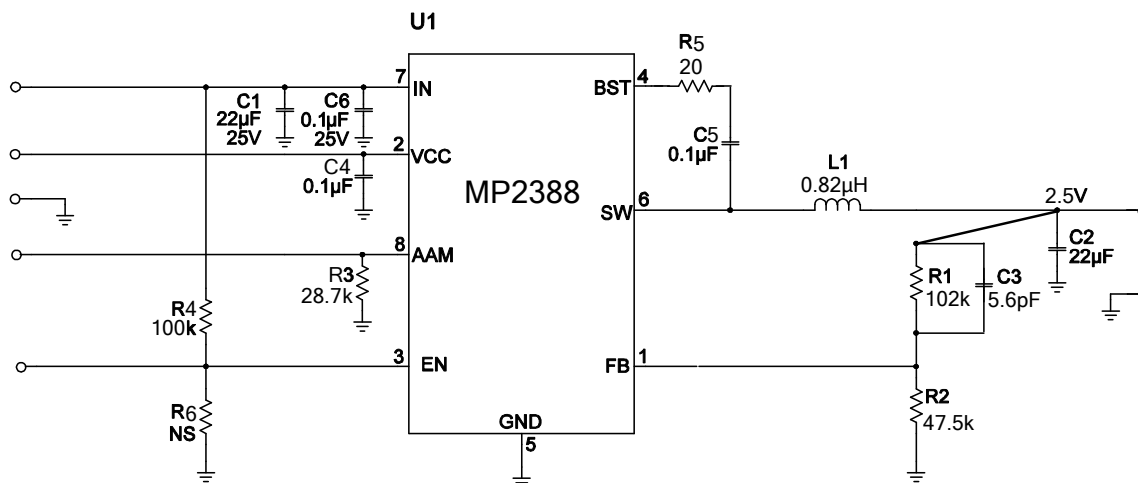 U1
7
IN
C1
22µF
25V
C6
0.1µF
25V
2
VCC
C4
0.1µF
8
AAM
R3
28.7k
R4
100k
3
EN
R6
NS
MP2388
GND
5
4
BST
R5
20
C5
0.1µF
6
SW
L1
0.82µH
2.5V
C2
22µF
R1
102k
C3
5.6pF
1
FB
R2
47.5k